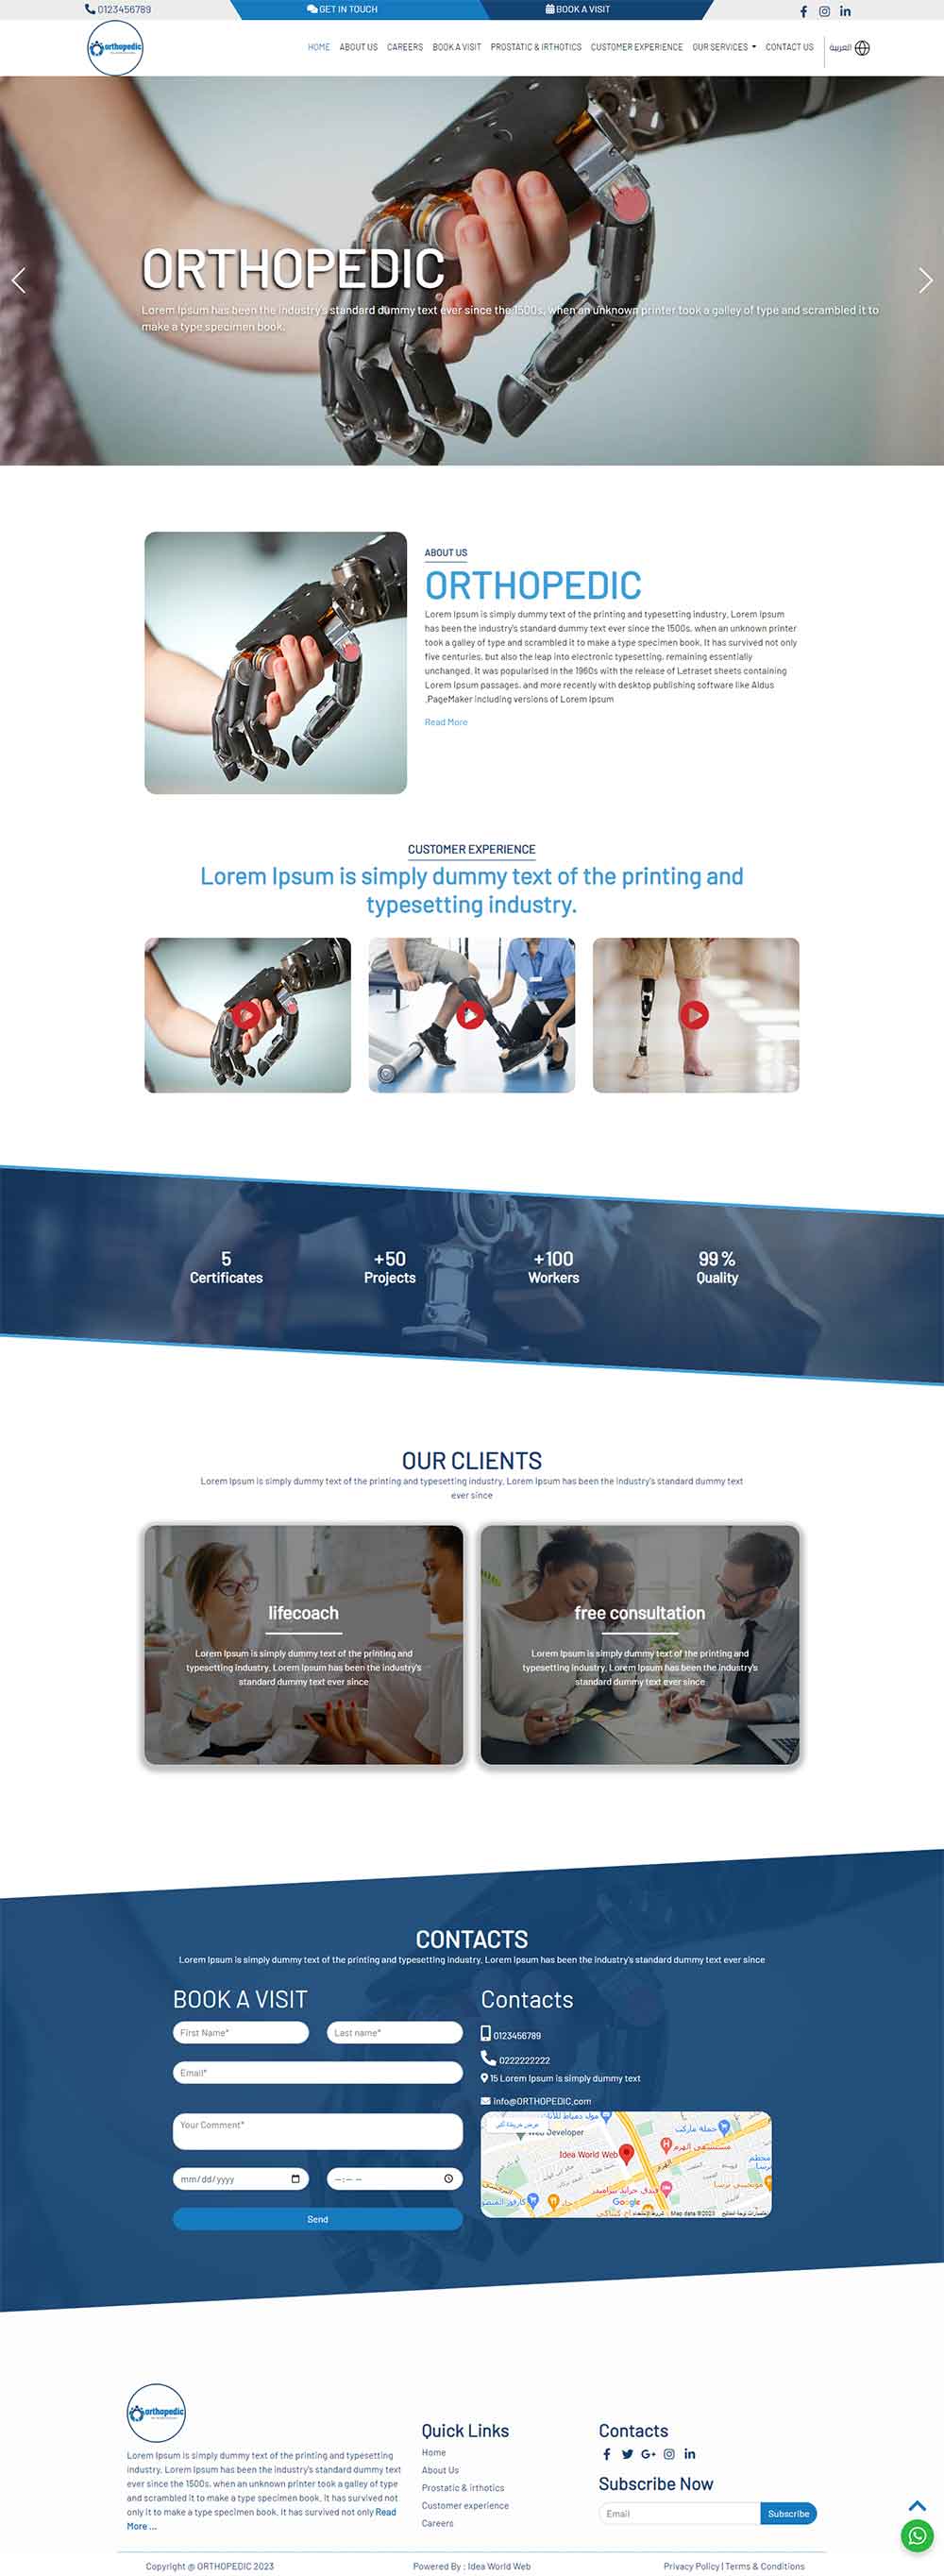 0123456789
GET IN TOUCH
BOOK A VISIT
orthopedic
HOME ABOUT US CAREERS BOOK A VISIT PROSTATIC & IRTHOTICS CUSTOMER EXPERIENCE OUR SERVICES CONTACT US العربية
ORTHOPEDIC
Lorem Ipsum has been the industry's standard dummy text ever since the 1500s, when an unknown printer took a galley of type and scrambled it to
make a type specimen book.
ABOUT US
ORTHOPEDIC
Lorem Ipsum is simply dummy text of the printing and typesetting industry. Lorem Ipsum
has been the industry's standard dummy text ever since the 1500s, when an unknown printer
took a galley of type and scrambled it to make a type specimen book. It has survived not only
five centuries, but also the leap into electronic typesetting, remaining essentially
unchanged. It was popularised in the 1960s with the release of Letraset sheets containing
Lorem Ipsum passages, and more recently with desktop publishing software like Aldus
.PageMaker including versions of Lorem Ipsum
Read More
CUSTOMER EXPERIENCE
Lorem Ipsum is simply dummy text of the printing and
typesetting industry.
5
Certificates
+50
Projects
+100
Workers
99 %
Quality
OUR CLIENTS
Lorem Ipsum is simply dummy text of the printing and typesetting industry. Lorem Ipsum has been the industry's standard dummy text
ever since
lifecoach
Lorem Ipsum is simply dummy text of the printing and
typesetting industry. Lorem Ipsum has been the industry's
standard dummy text ever since
free consultation
Lorem Ipsum is simply dummy text of the printing and
typesetting industry. Lorem Ipsum has been the industry's
standard dummy text ever since
CONTACTS
Lorem Ipsum is simply dummy text of the printing and typesetting industry. Lorem Ipsum has been the industry's standard dummy text ever since
BOOK A VISIT
First Name*
Last name*
Email*
Your Comment*
mm/dd/yyyy
--:-- --
Send
Contacts
0123456789
0222222222
15 Lorem Ipsum is simply dummy text
info@ORTHOPEDIC.com
Developer
حملة ماركت
Idea World Web
مستشفى الهرم
Google
Map data ©2023
orthopedic
Lorem Ipsum is simply dummy text of the printing and typesetting
industry. Lorem Ipsum has been the industry's standard dummy text
ever since the 1500s, when an unknown printer took a galley of type
and scrambled it to make a type specimen book. It has survived not
only it to make a type specimen book. It has survived not only Read
More ...
Quick Links
Home
About Us
Prostatic & irthotics
Customer experience
Careers
Contacts
Subscribe Now
Email
Subscribe
Copyright @ ORTHOPEDIC 2023
Powered By : Idea World Web
Privacy Policy | Terms & Conditions